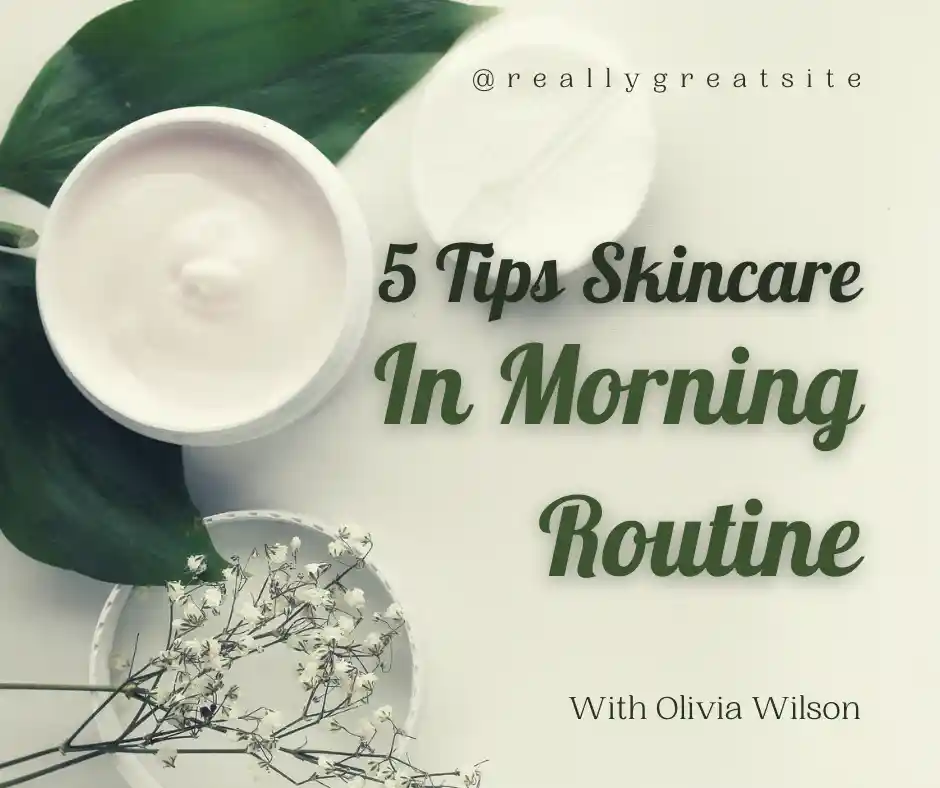 @reallygreatsite
5 Tips Skincare
In Morning
Routine
With Olivia Wilson